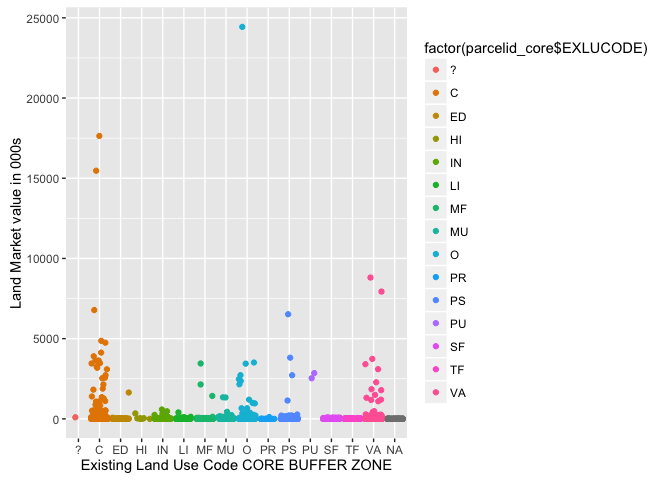 25000
20000
15000
10000
5000
0
Land Market value in 000s
? C ED HI IN LI MF MU O PR PS PU SF TF VA NA
Existing Land Use Code CORE BUFFER ZONE
factor(parcelid_core$EXLUCODE)
?
C
ED
HI
IN
LI
MF
MU
O
PR
PS
PU
SF
TF
VA